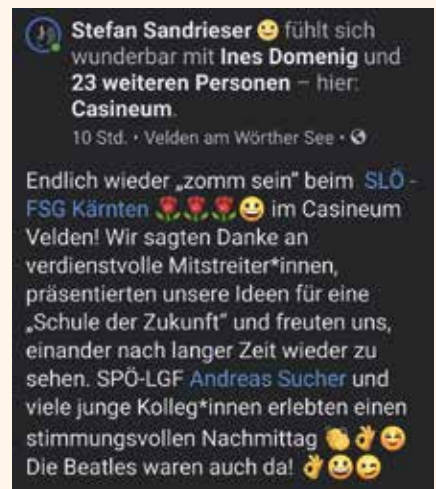 Stefan Sandrieser 😀 fühlt sich
wunderbar mit Ines Domenig und
23 weiteren Personen – hier:
Casineum.
10 Std. • Velden am Wörther See •
Endlich wieder „zomm sein" beim SLÖ -
FSG Kärnten 🌹🌹🌹😀 im Casineum
Velden! Wir sagten Danke an
verdienstvolle Mitstreiter*innen,
präsentierten unsere Ideen für eine
„Schule der Zukunft" und freuten uns,
einander nach langer Zeit wieder zu
sehen. SPÖ-LGF Andreas Sucher und
viele junge Kolleg*innen erlebten einen
stimmungsvollen Nachmittag 👏👌😊
Die Beatles waren auch da! 👌😀😉